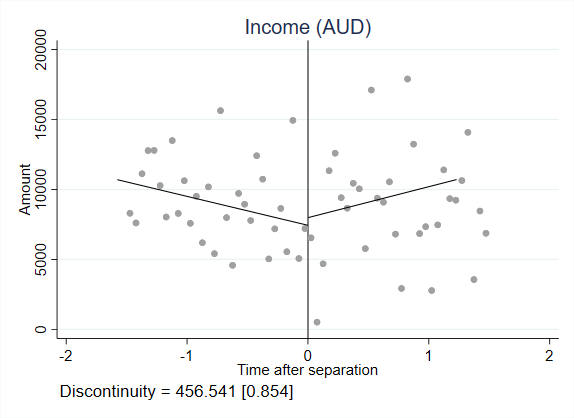 Income (AUD)
20000
15000
10000
5000
0
Amount
-2 -1 0 1 2
Time after separation
Discontinuity = 456.541 [0.854]